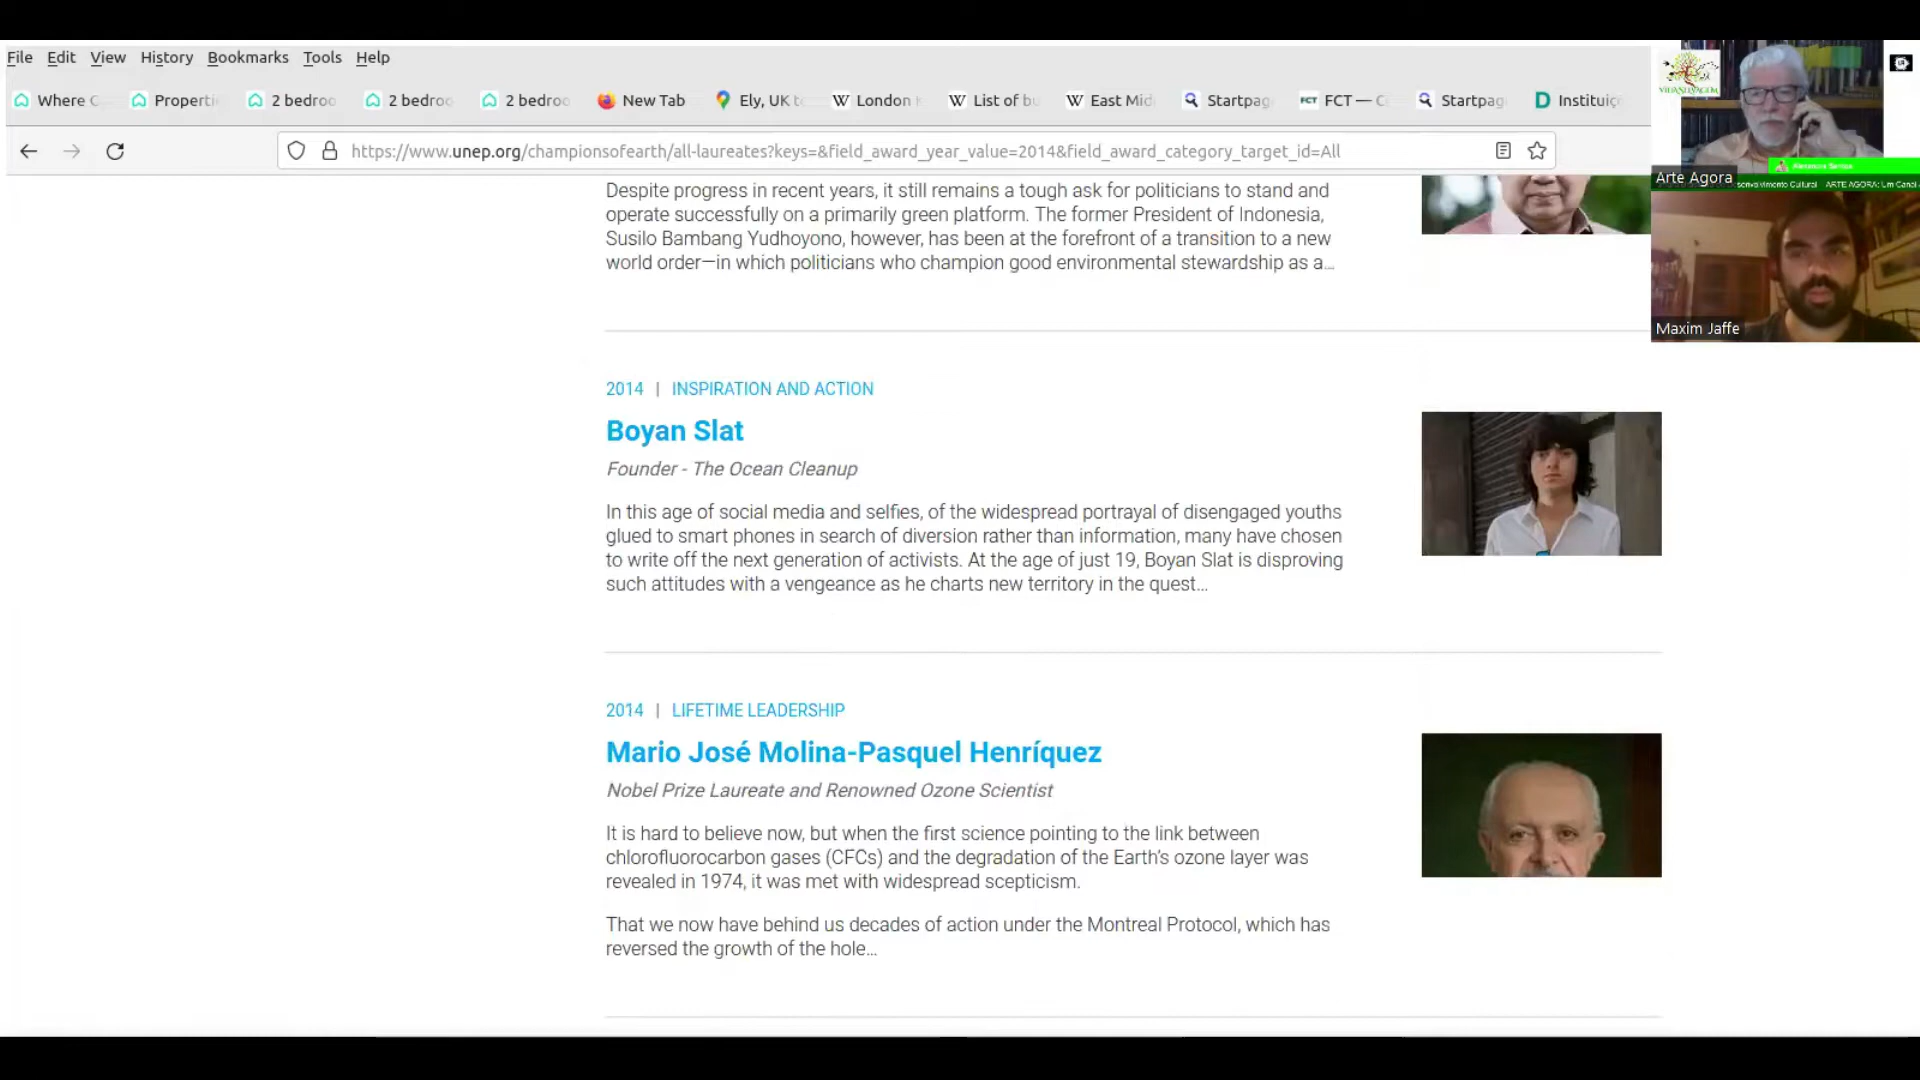 File Edit View History Bookmarks Tools Help
Where C Properti 2 bedroo 2 bedroo 2 bedroo New Tab Ely, UK t London List of bu East Mid Startpag FCT — C Startpag Instituiç
https://www.unep.org/championsofearth/all-laureates?keys=&field_award_year_value=2014&field_award_category_target_id=All
Arte Agora
senvolvimento Cultural ARTE AGORA: Um Canal
Maxim Jaffe
Despite progress in recent years, it still remains a tough ask for politicians to stand and
operate successfully on a primarily green platform. The former President of Indonesia,
Susilo Bambang Yudhoyono, however, has been at the forefront of a transition to a new
world order—in which politicians who champion good environmental stewardship as a...
2014 | INSPIRATION AND ACTION
Boyan Slat
Founder - The Ocean Cleanup
In this age of social media and selfies, of the widespread portrayal of disengaged youths
glued to smart phones in search of diversion rather than information, many have chosen
to write off the next generation of activists. At the age of just 19, Boyan Slat is disproving
such attitudes with a vengeance as he charts new territory in the quest...
2014 | LIFETIME LEADERSHIP
Mario José Molina-Pasquel Henríquez
Nobel Prize Laureate and Renowned Ozone Scientist
It is hard to believe now, but when the first science pointing to the link between
chlorofluorocarbon gases (CFCs) and the degradation of the Earth's ozone layer was
revealed in 1974, it was met with widespread scepticism.
That we now have behind us decades of action under the Montreal Protocol, which has
reversed the growth of the hole...